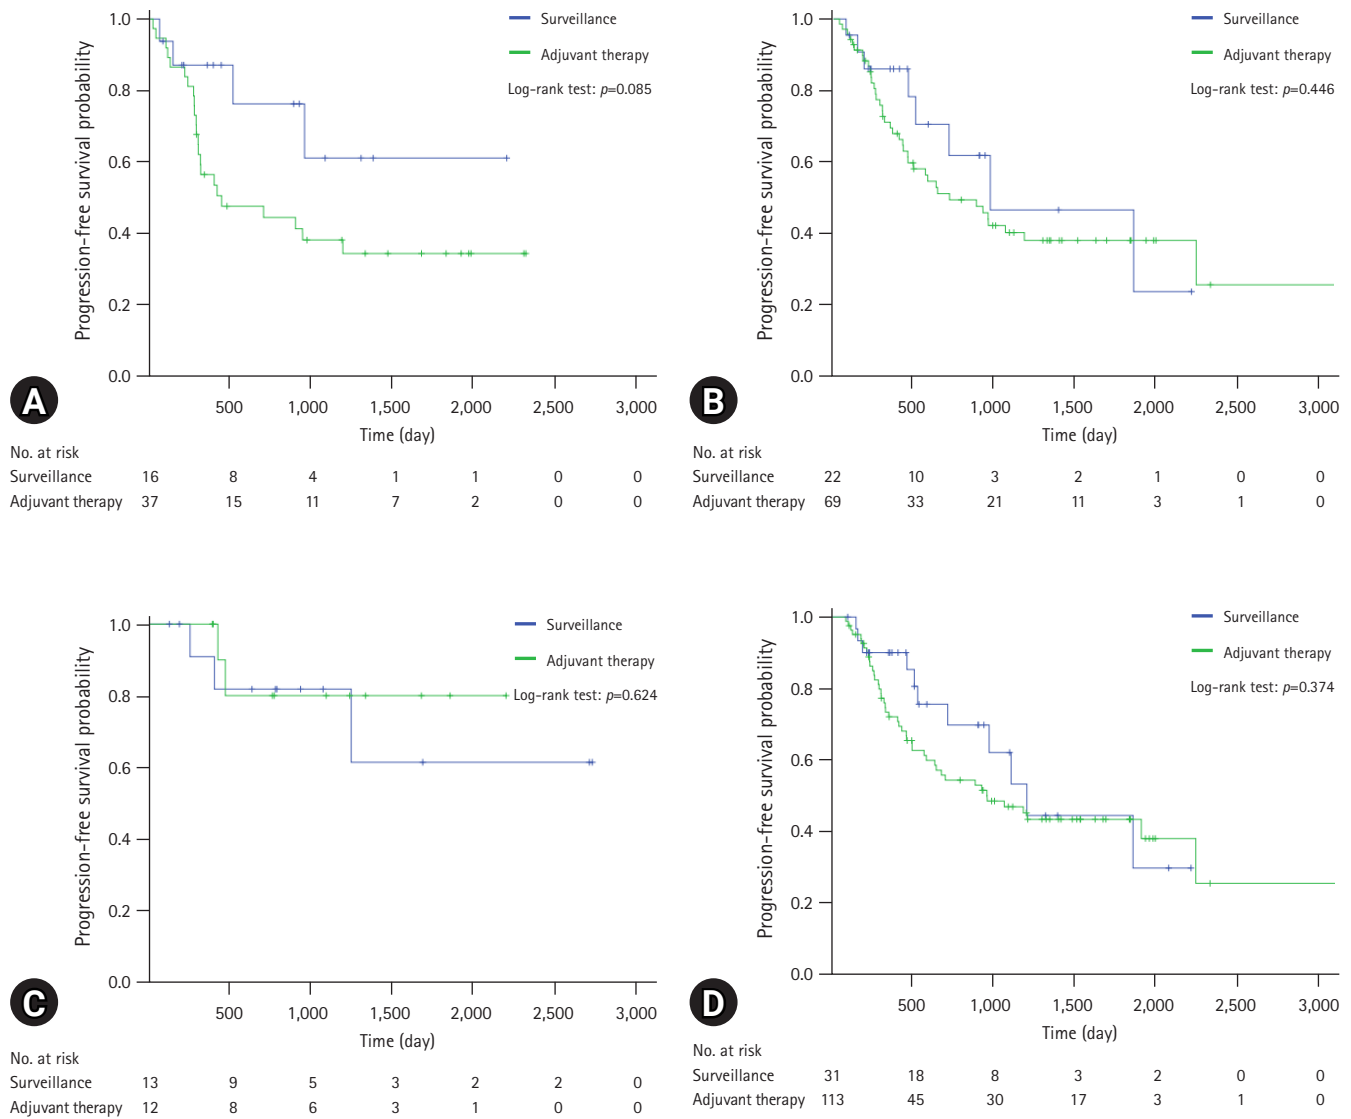 1.0
0.8
0.6
0.4
0.2
0.0
Progression-free survival probability
Surveillance
Adjuvant therapy
Log-rank test: p=0.085
500 1,000 1,500 2,000 2,500 3,000
Time (day)
A
No. at risk
Surveillance 16 8 4 1 1 0 0
Adjuvant therapy 37 15 11 7 2 0 0
1.0
0.8
0.6
0.4
0.2
0.0
Progression-free survival probability
Surveillance
Adjuvant therapy
Log-rank test: p=0.446
500 1,000 1,500 2,000 2,500 3,000
Time (day)
B
No. at risk
Surveillance 22 10 3 2 1 0 0
Adjuvant therapy 69 33 21 11 3 1 0
1.0
0.8
0.6
0.4
0.2
0.0
Progression-free survival probability
Surveillance
Adjuvant therapy
Log-rank test: p=0.624
500 1,000 1,500 2,000 2,500 3,000
Time (day)
C
No. at risk
Surveillance 13 9 5 3 2 2 0
Adjuvant therapy 12 8 6 3 1 0 0
1.0
0.8
0.6
0.4
0.2
0.0
Progression-free survival probability
Surveillance
Adjuvant therapy
Log-rank test: p=0.374
500 1,000 1,500 2,000 2,500 3,000
Time (day)
D
No. at risk
Surveillance 31 18 8 3 2 0 0
Adjuvant therapy 113 45 30 17 3 1 0